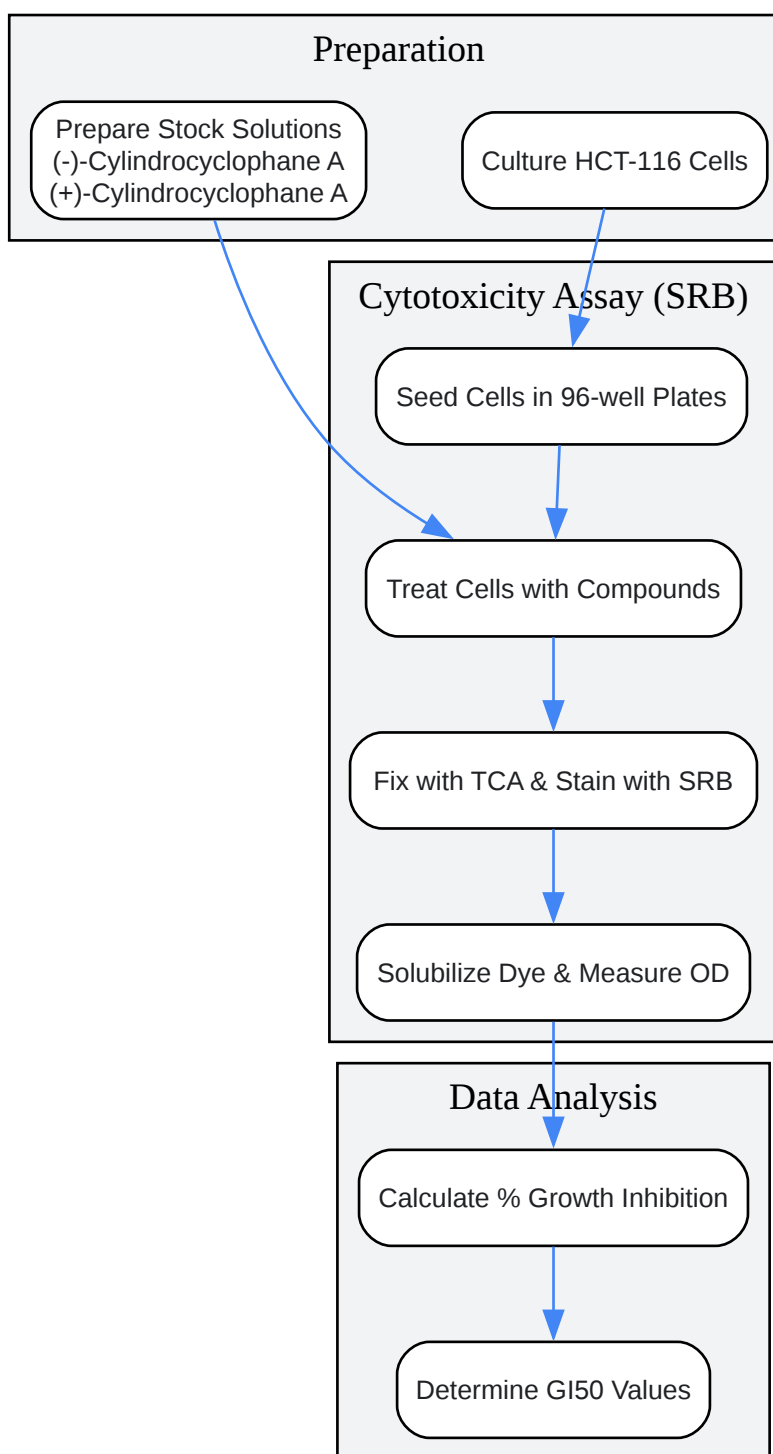 Preparation
Prepare Stock Solutions
(-)-Cylindrocyclophane A
(+)-Cylindrocyclophane A
Culture HCT-116 Cells
Cytotoxicity Assay (SRB)
Seed Cells in 96-well Plates
Treat Cells with Compounds
Fix with TCA & Stain with SRB
Solubilize Dye & Measure OD
Data Analysis
Calculate % Growth Inhibition
Determine GI50 Values